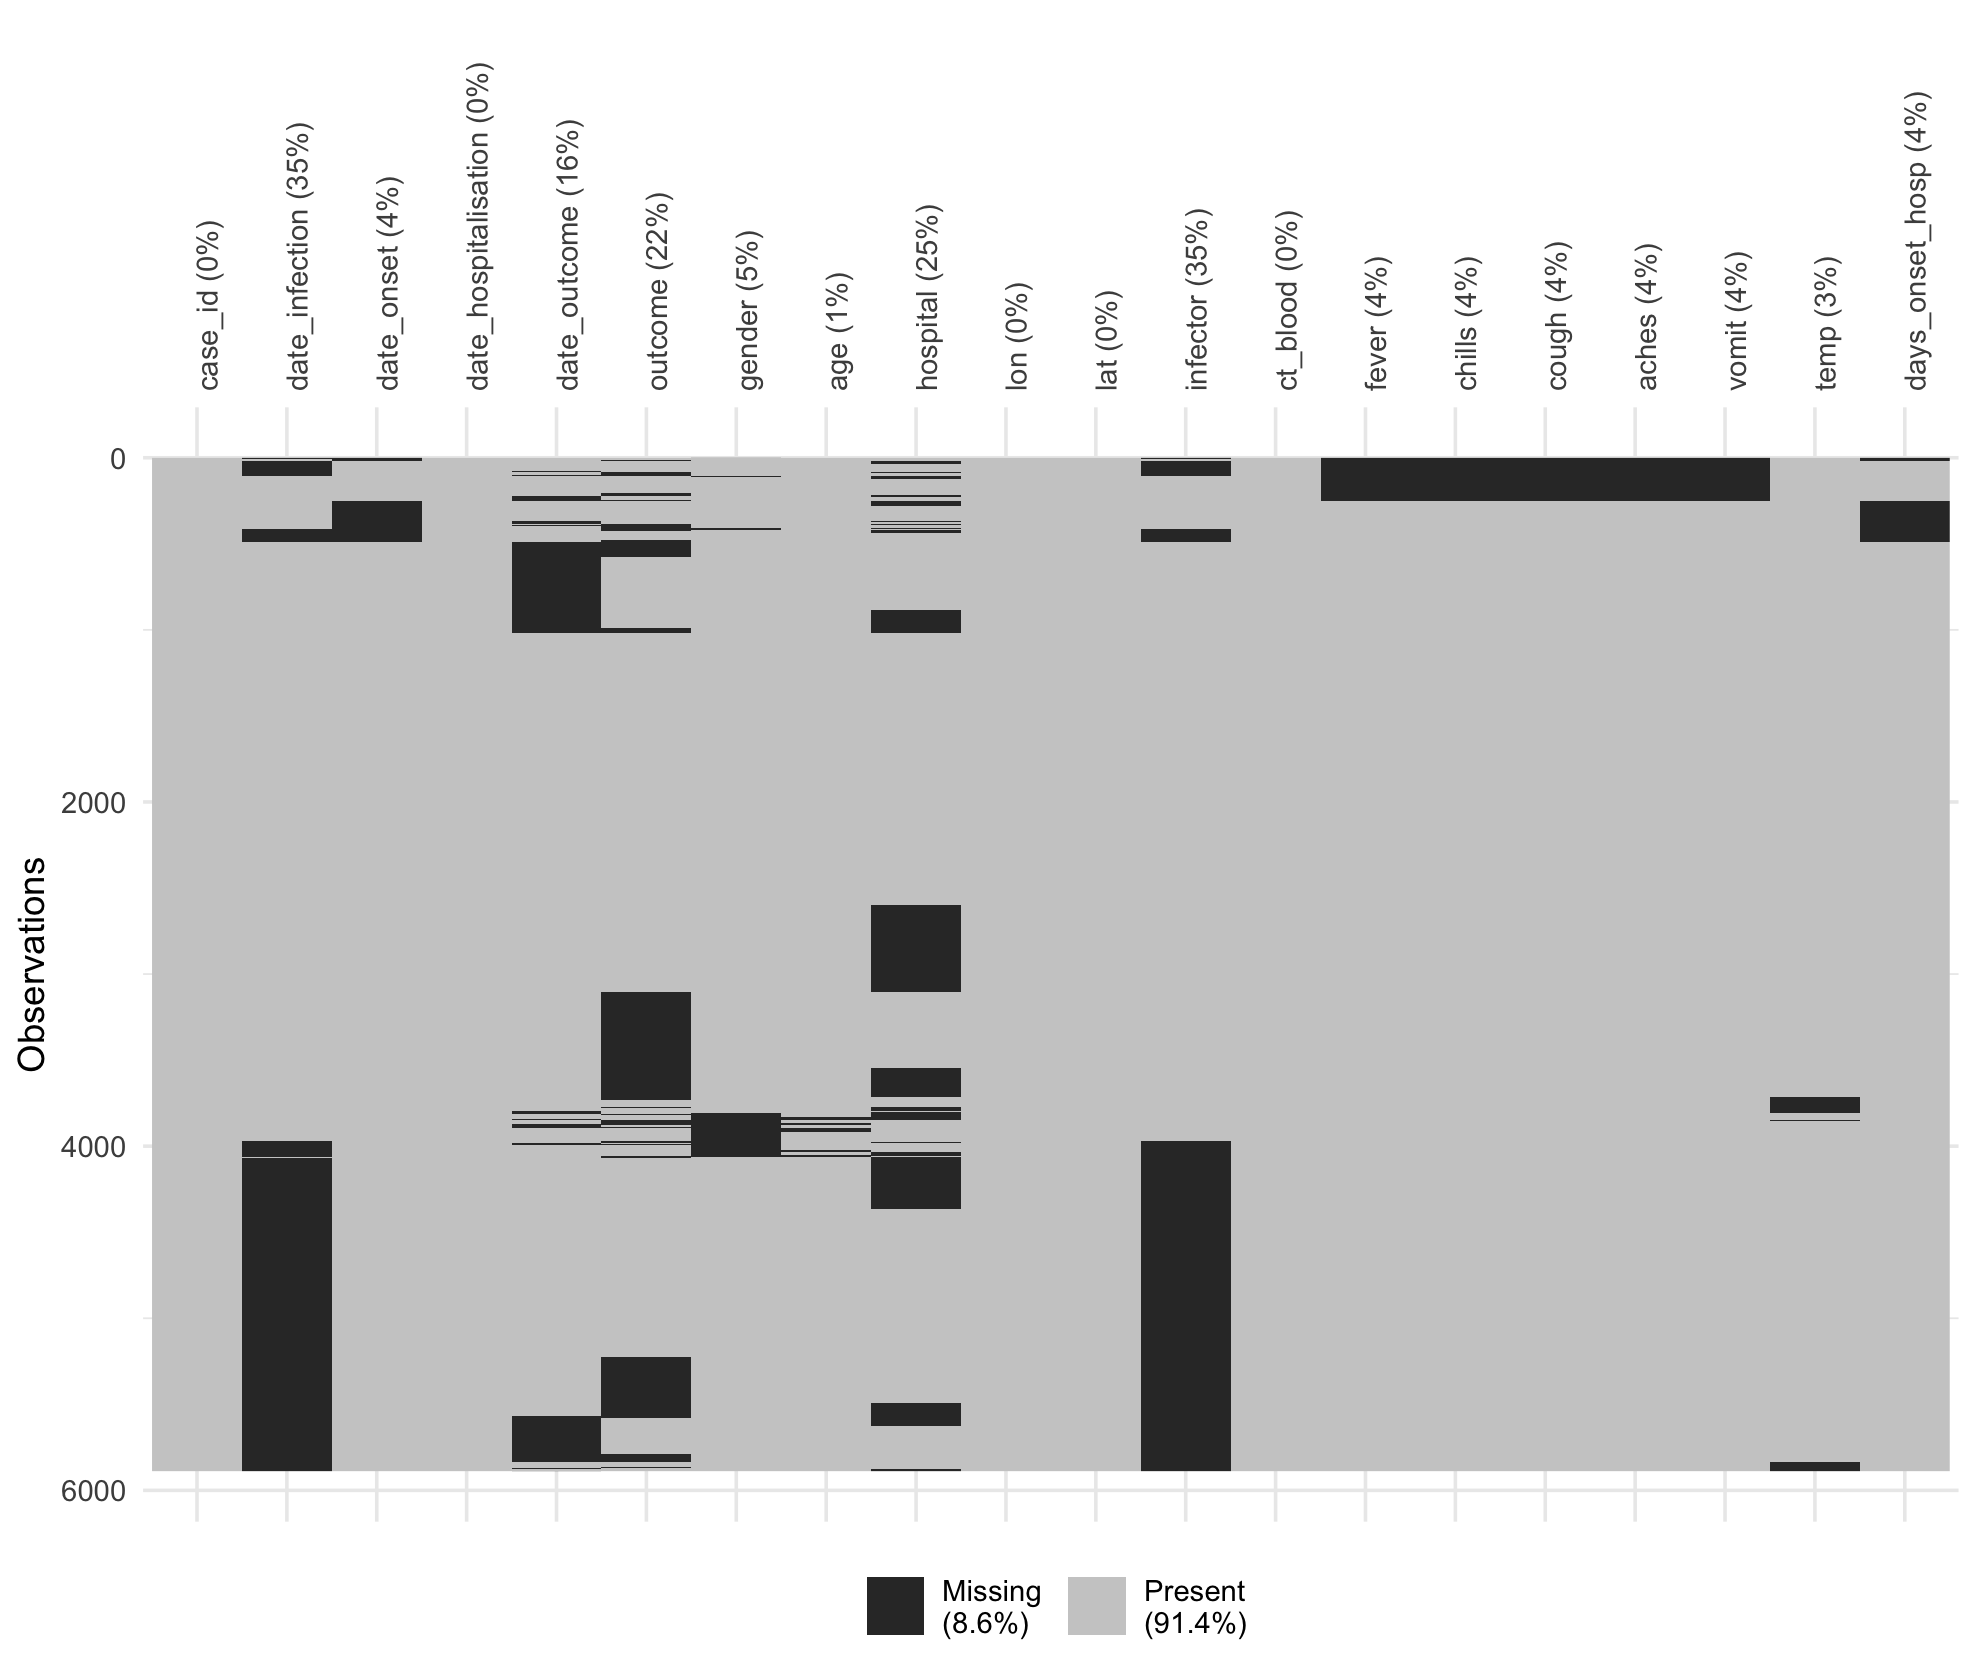 case_id (0%)
date_infection (35%)
date_onset (4%)
date_hospitalisation (0%)
date_outcome (16%)
outcome (22%)
gender (5%)
age (1%)
hospital (25%)
lon (0%)
lat (0%)
infector (35%)
ct_blood (0%)
fever (4%)
chills (4%)
cough (4%)
aches (4%)
vomit (4%)
temp (3%)
days_onset_hosp (4%)
0
2000
4000
6000
Observations
Missing
(8.6%)
Present
(91.4%)